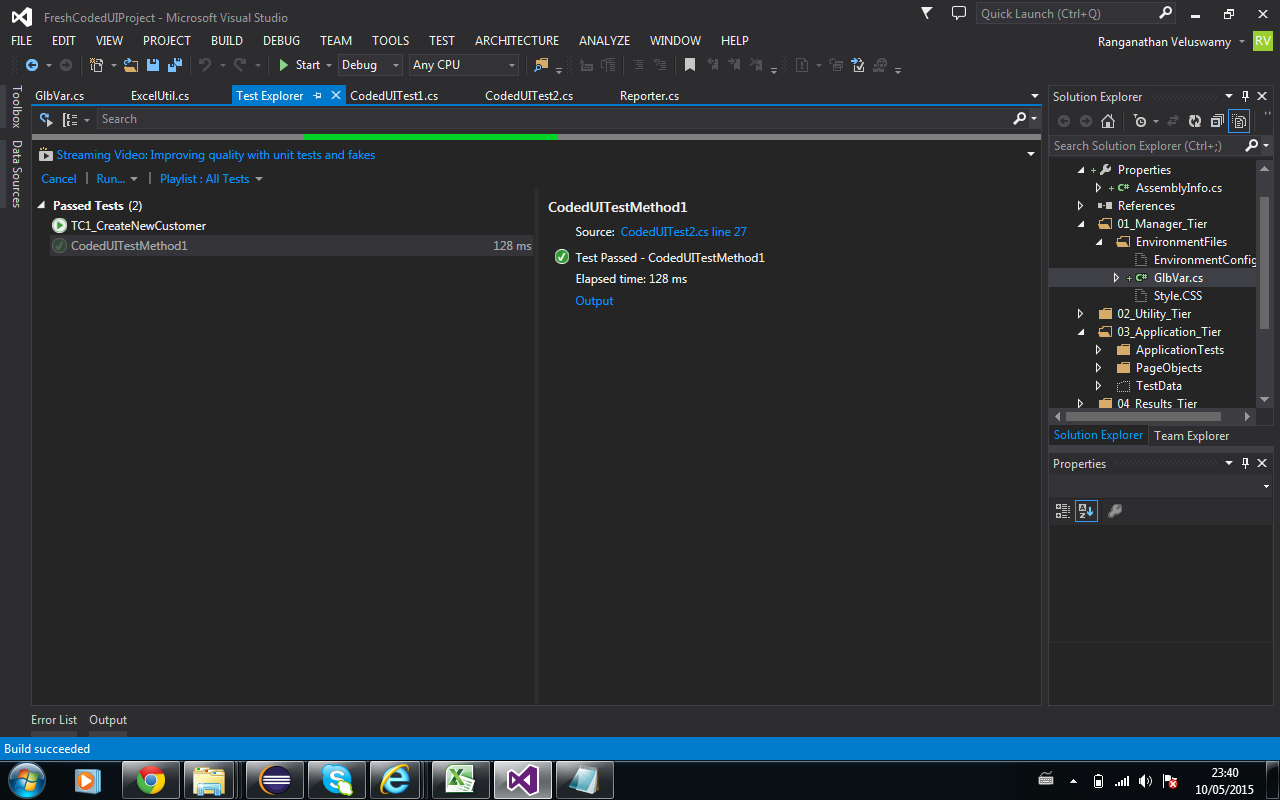 FreshCodedUIProject - Microsoft Visual Studio
Quick Launch (Ctrl+Q)
FILE EDIT VIEW PROJECT BUILD DEBUG TEAM TOOLS TEST ARCHITECTURE ANALYZE WINDOW HELP
Ranganathan Veluswamy RV
Start Debug Any CPU
Toolbox
Data Sources
GlbVar.cs ExcelUtil.cs Test Explorer CodedUITest1.cs CodedUITest2.cs Reporter.cs
Search
Streaming Video: Improving quality with unit tests and fakes
Cancel | Run... | Playlist : All Tests
Passed Tests (2)
TC1_CreateNewCustomer
CodedUITestMethod1 128 ms
CodedUITestMethod1
Source: CodedUITest2.cs line 27
Test Passed - CodedUITestMethod1
Elapsed time: 128 ms
Output
Solution Explorer
Search Solution Explorer (Ctrl+;)
Properties
C# AssemblyInfo.cs
References
01_Manager_Tier
EnvironmentFiles
EnvironmentConfig
C# GlbVar.cs
Style.CSS
02_Utility_Tier
03_Application_Tier
ApplicationTests
PageObjects
TestData
04_Results_Tier
Solution Explorer Team Explorer
Properties
Error List Output
Build succeeded
23:40
10/05/2015